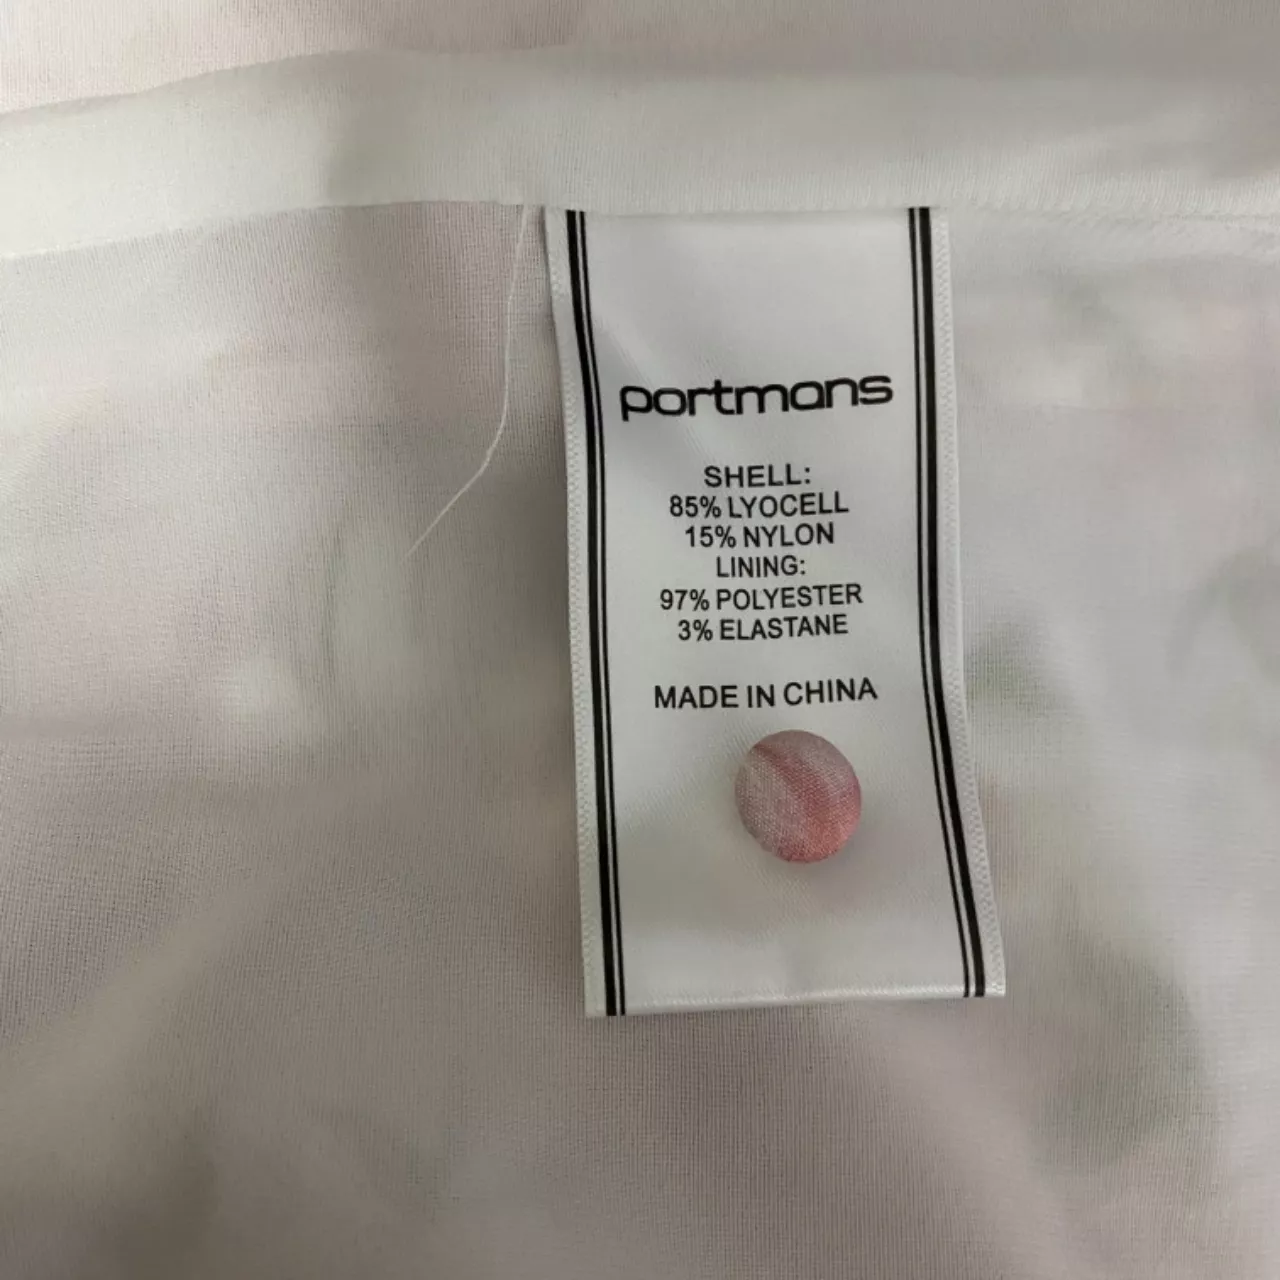 portmans
SHELL:
85% LYOCELL
15% NYLON
LINING:
97% POLYESTER
3% ELASTANE
MADE IN CHINA